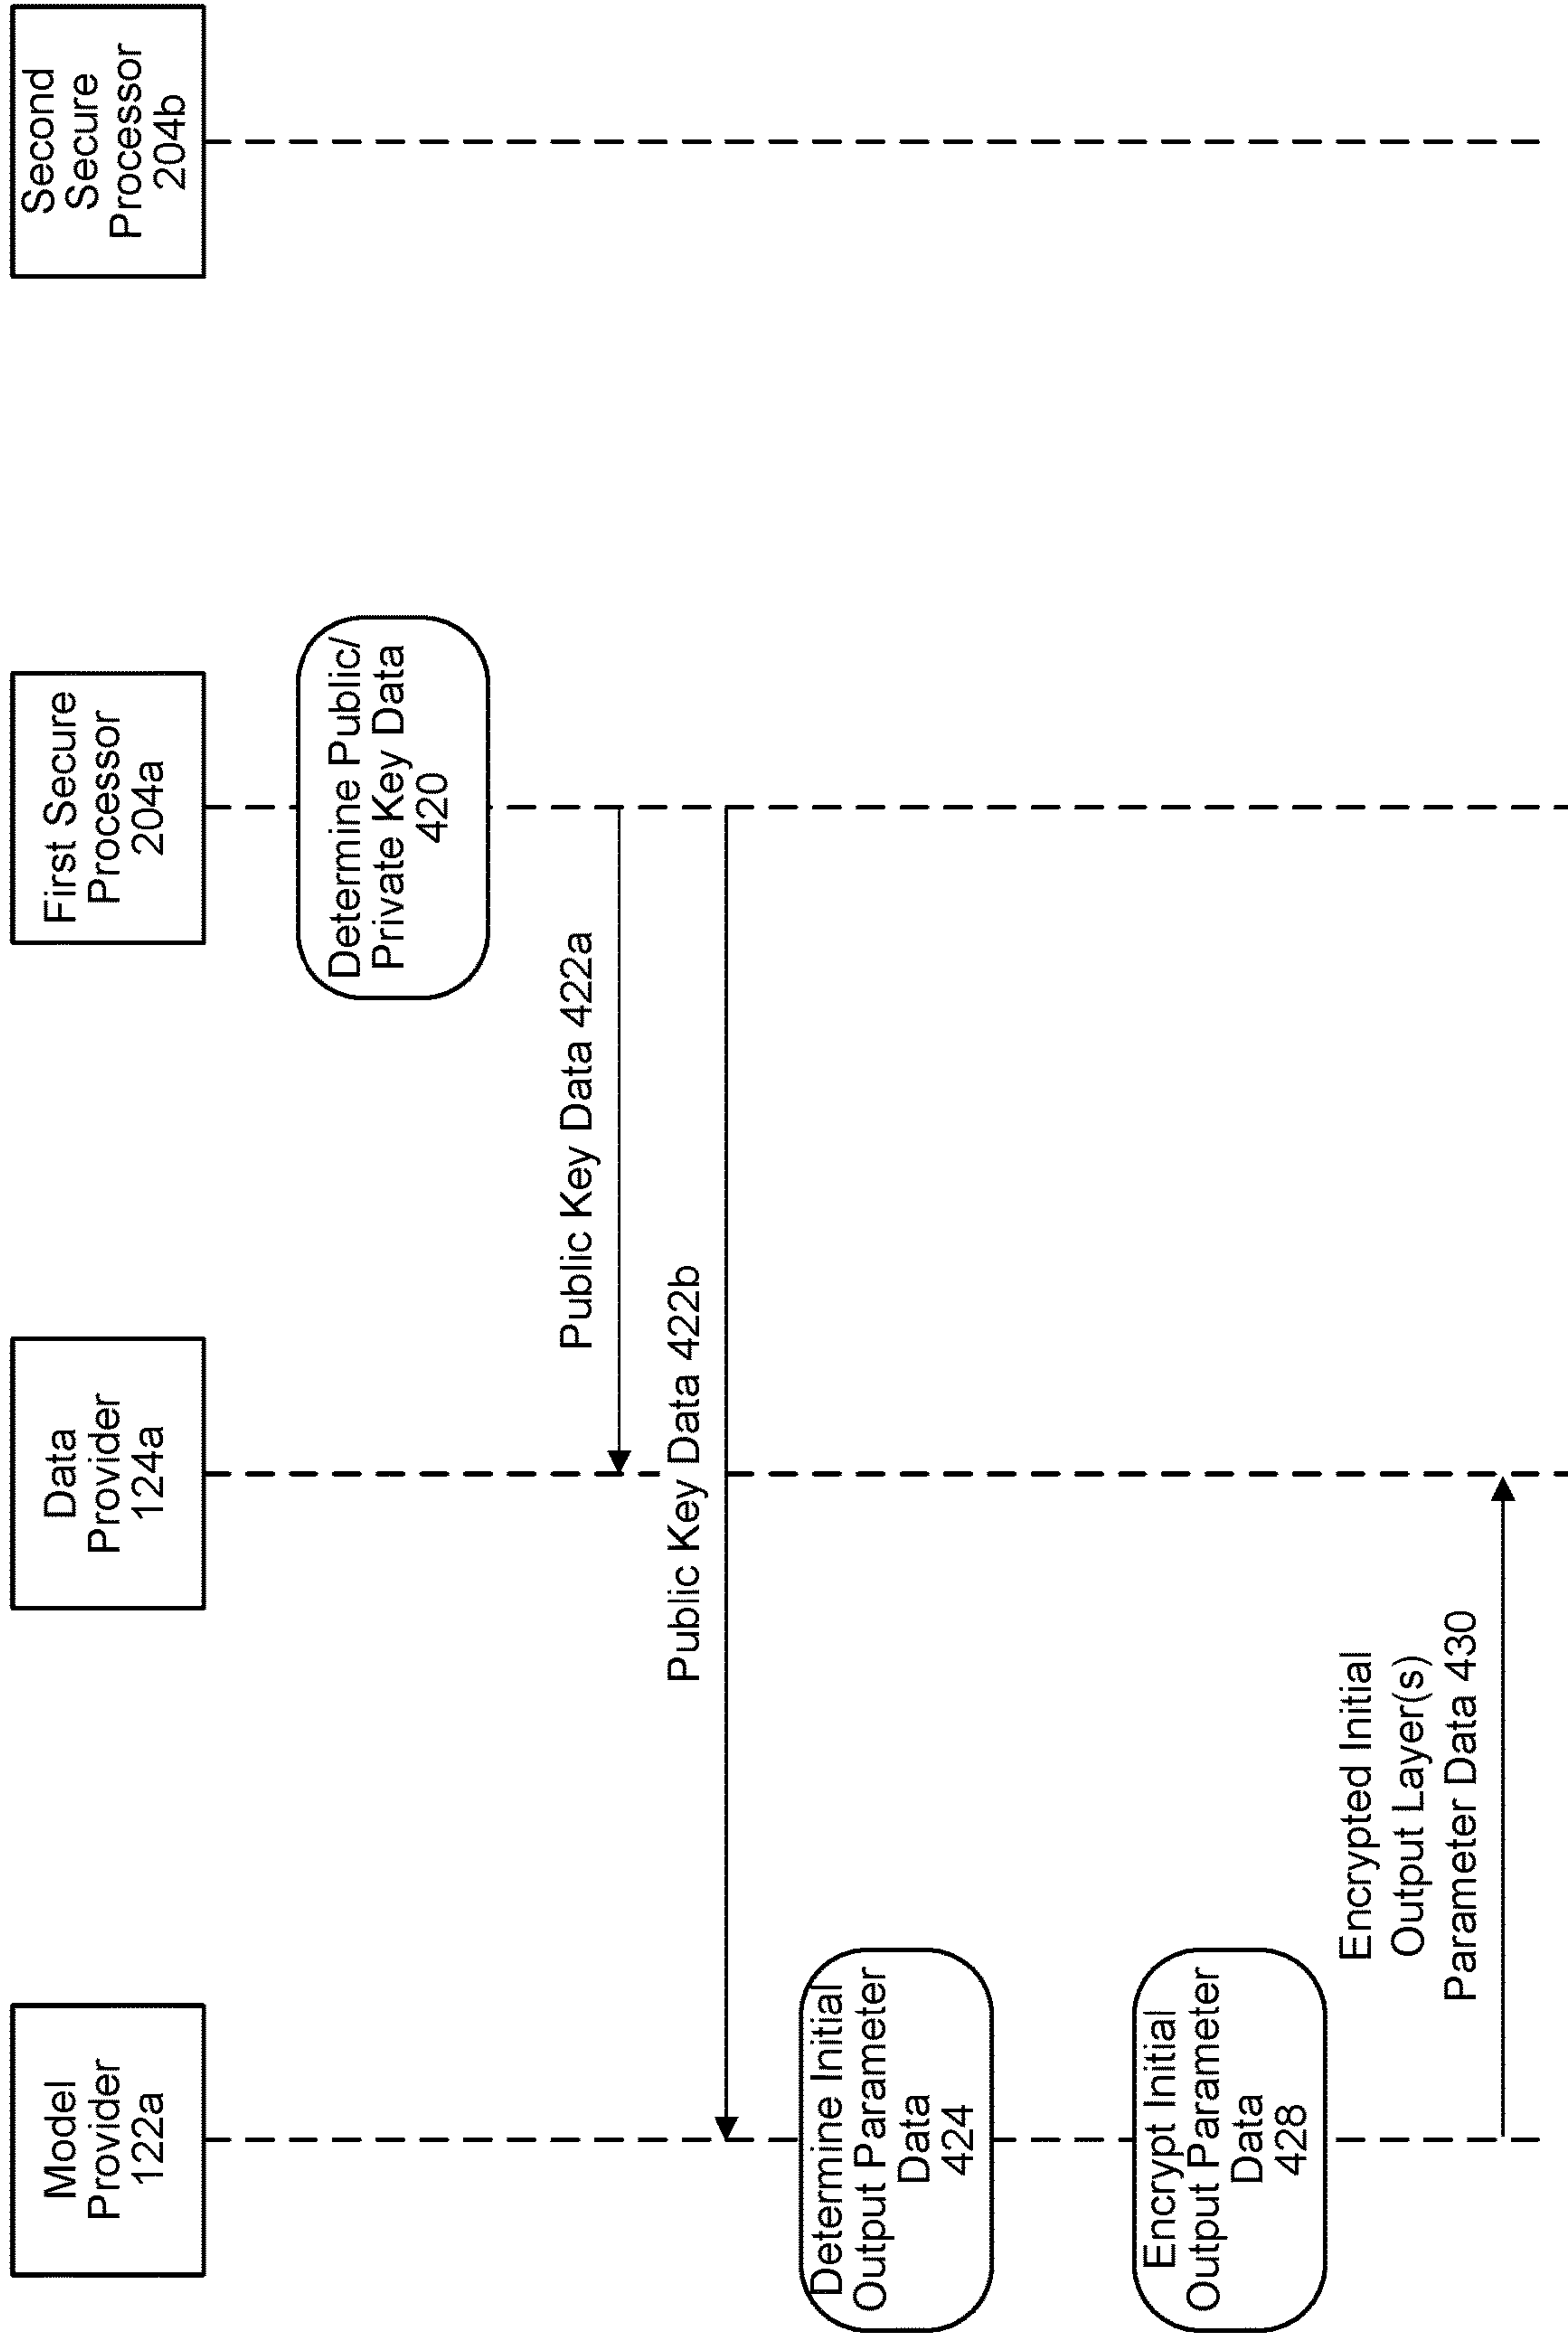 Model
Provider
122a
Data
Provider
124a
First Secure
Processor
204a
Second
Secure
Processor
204b
Determine Public/
Private Key Data
420
Public Key Data 422a
Public Key Data 422b
Determine Initial
Output Parameter
Data
424
Encrypt Initial
Output Parameter
Data
428
Encrypted Initial
Output Layer(s)
Parameter Data 430